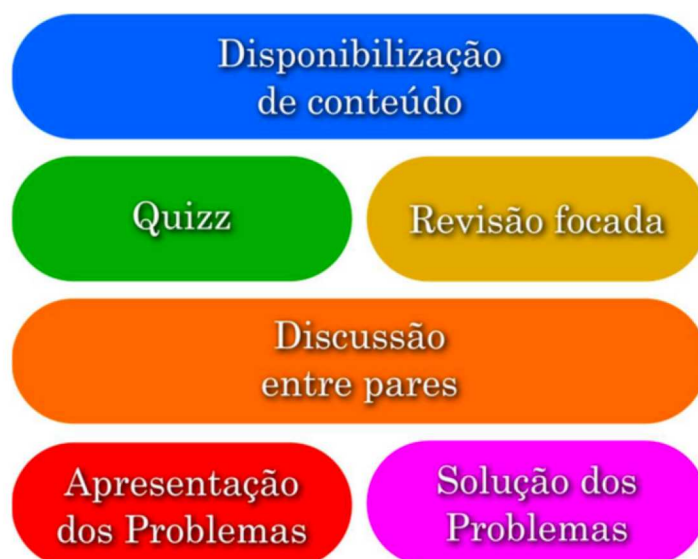 Disponibilização
de conteúdo
Quizz
Revisão focada
Discussão
entre pares
Apresentação
dos Problemas
Solução dos
Problemas